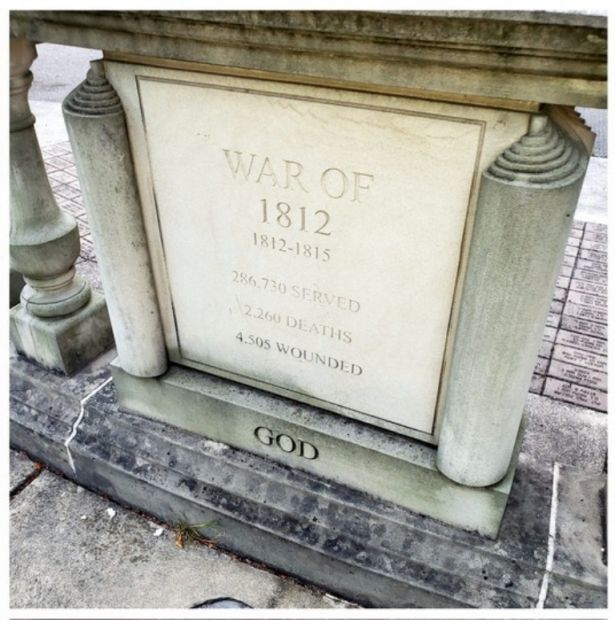 WAR OF
1812
1812-1815
286,730 SERVED
2,260 DEATHS
4,505 WOUNDED
GOD